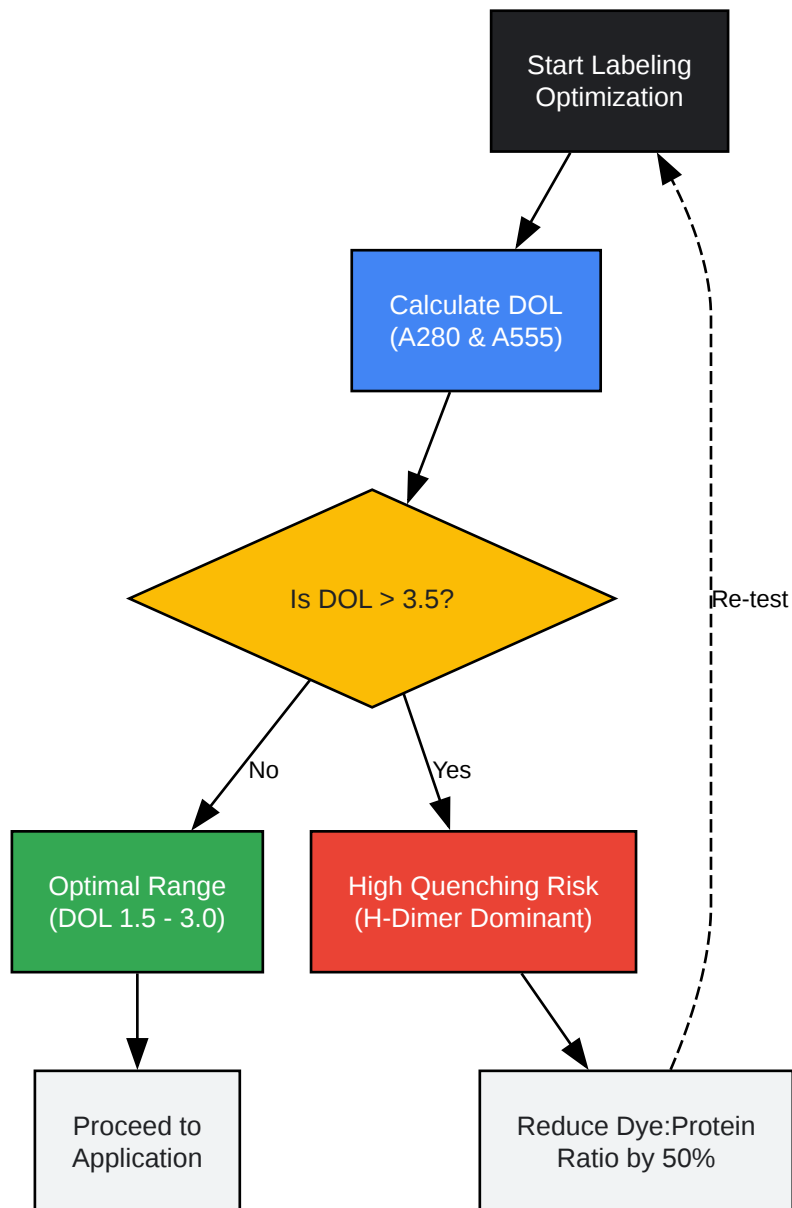 Start Labeling
Optimization
Calculate DOL
(A280 & A555)
Is DOL > 3.5?
Re-test
No
Yes
Optimal Range
(DOL 1.5 - 3.0)
High Quenching Risk
(H-Dimer Dominant)
Proceed to
Application
Reduce Dye:Protein
Ratio by 50%